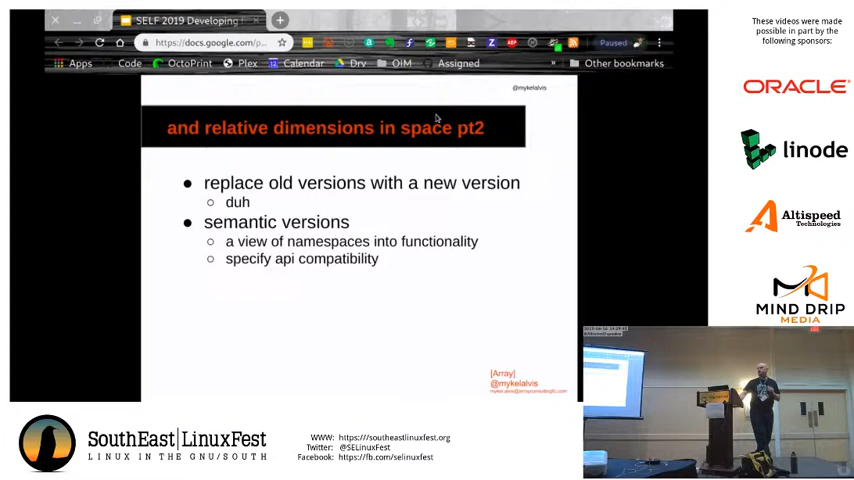 SELF 2019 Developing
https://docs.google.com/p...
Paused
Apps
Code
OctoPrint
Plex
Calendar
Drv
OiM
Assigned
Other bookmarks
@mykelalvis
and relative dimensions in space pt2
replace old versions with a new version
duh
semantic versions
a view of namespaces into functionality
specify api compatibility
[Array]
@mykelalvis
These videos were made
possible in part by the
following sponsors:
ORACLE
linode
Altispeed
Technologies
MIND DRIP
MEDIA
SouthEast|LinuxFest
LINUX IN THE GNU/SOUTH
WWW: https://southeastlinuxfest.org
Twitter: @SELinuxFest
Facebook: https://fb.com/selinuxfest